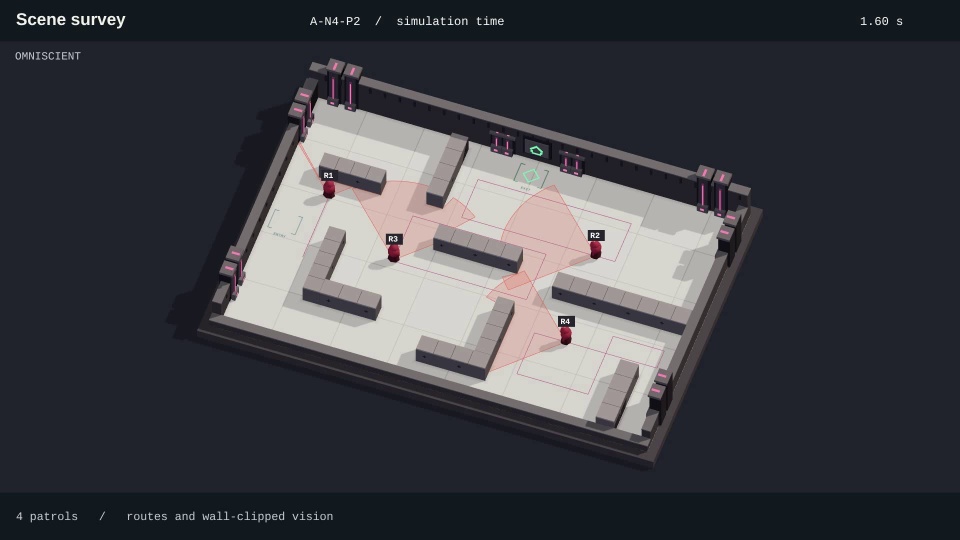 Scene survey
A-N4-P2 / simulation time
1.60 s
OMNISCIENT
R1
R2
R3
R4
4 patrols / routes and wall-clipped vision